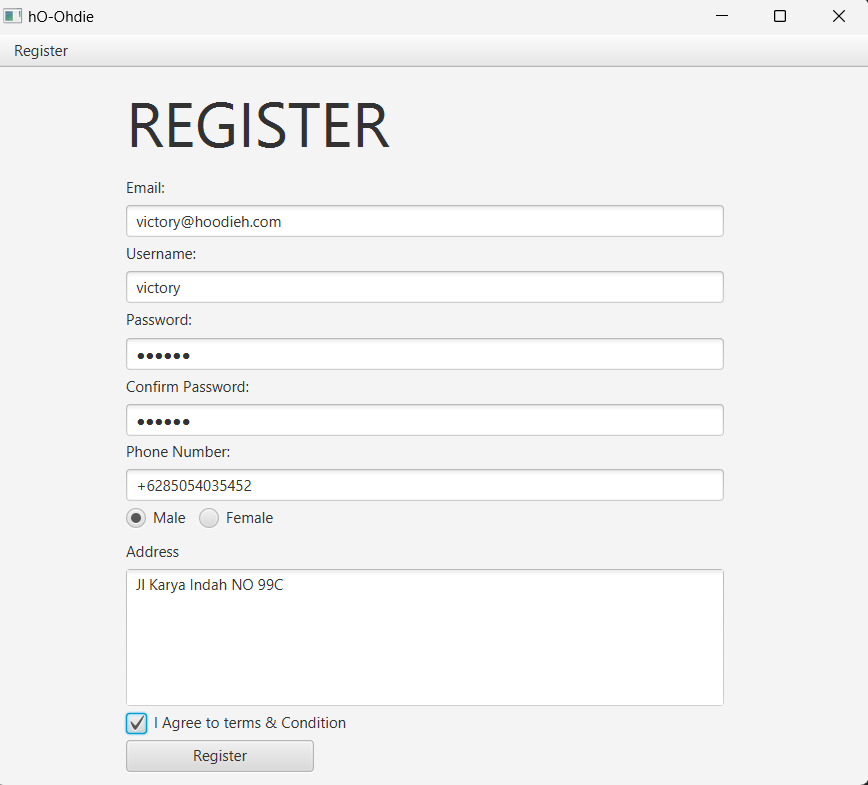 hO-Ohdie
Register
REGISTER
Email:
victory@hoodieh.com
Username:
victory
Password:
••••••
Confirm Password:
••••••
Phone Number:
+6285054035452
Male Female
Address
Jl Karya Indah NO 99C
I Agree to terms & Condition
Register